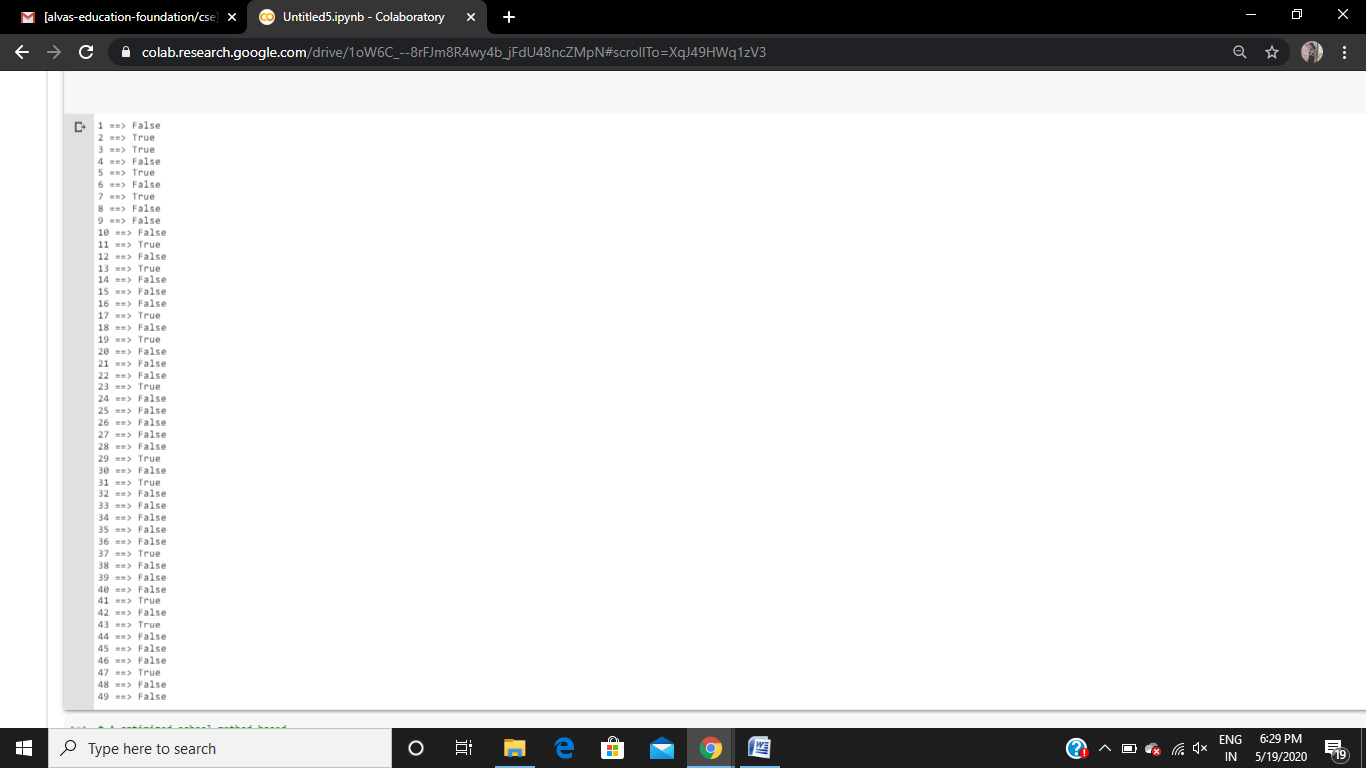 [alvas-education-foundation/cse]
Untitled5.ipynb - Colaboratory
colab.research.google.com/drive/1oW6C_--8rFJm8R4wy4b_jFdU48ncZMpN#scrollTo=XqJ49HWq1zV3
1 ==> False
2 ==> True
3 ==> True
4 ==> False
5 ==> True
6 ==> False
7 ==> True
8 ==> False
9 ==> False
10 ==> False
11 ==> True
12 ==> False
13 ==> True
14 ==> False
15 ==> False
16 ==> False
17 ==> True
18 ==> False
19 ==> True
20 ==> False
21 ==> False
22 ==> False
23 ==> True
24 ==> False
25 ==> False
26 ==> False
27 ==> False
28 ==> False
29 ==> True
30 ==> False
31 ==> True
32 ==> False
33 ==> False
34 ==> False
35 ==> False
36 ==> False
37 ==> True
38 ==> False
39 ==> False
40 ==> False
41 ==> True
42 ==> False
43 ==> True
44 ==> False
45 ==> False
46 ==> False
47 ==> True
48 ==> False
49 ==> False
Type here to search
ENG
IN
6:29 PM
5/19/2020
19